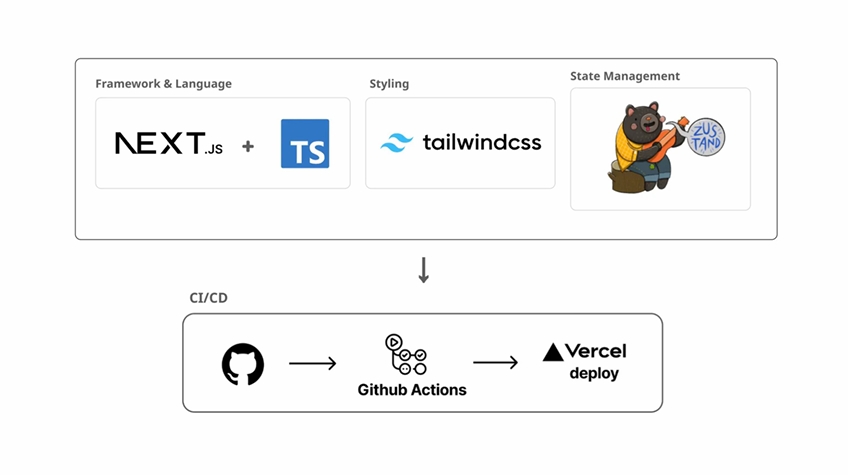 Framework & Language
Styling
State Management
NEXT.JS
+
TS
tailwindcss
ZUS
TAND
CI/CD
Vercel
deploy
Github Actions